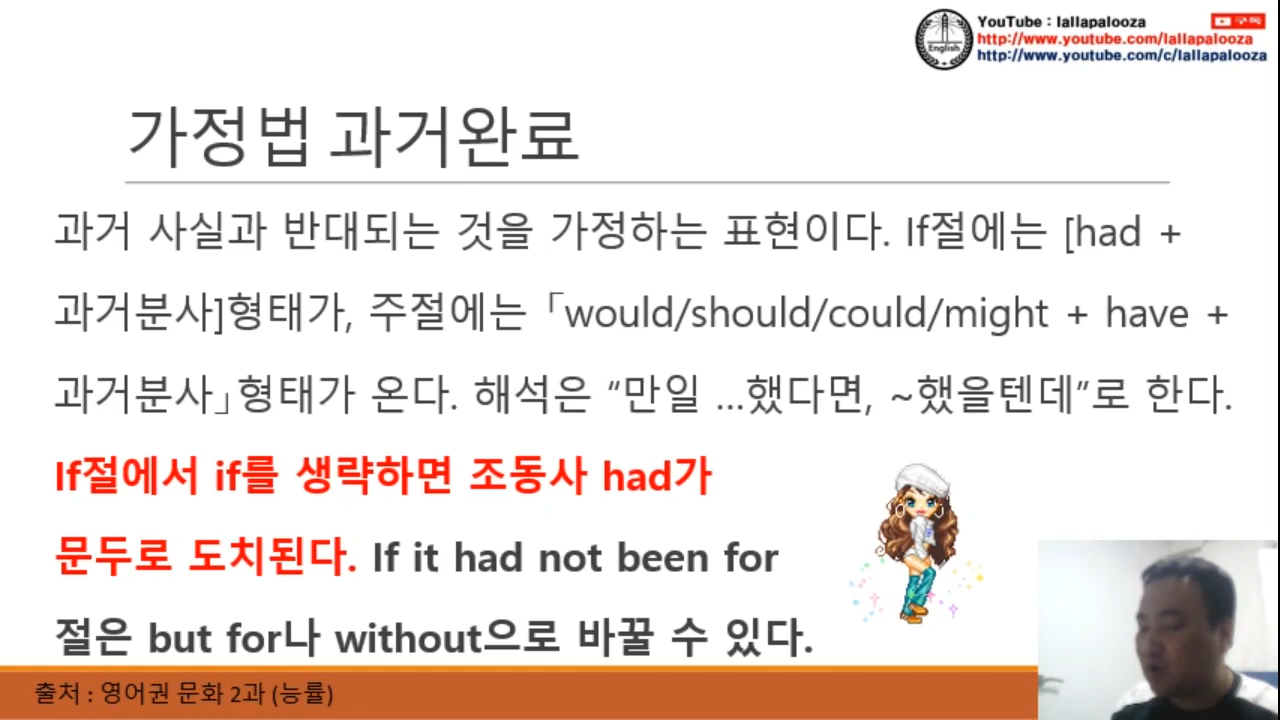 English
YouTube : lallapalooza
구독
http://www.youtube.com/lallapalooza
http://www.youtube.com/c/lallapalooza
가정법 과거완료
과거 사실과 반대되는 것을 가정하는 표현이다. If절에는 [had +
과거분사]형태가, 주절에는 「would/should/could/might + have +
과거분사」형태가 온다. 해석은 “만일 …했다면, ~했을텐데”로 한다.
If절에서 if를 생략하면 조동사 had가
문두로 도치된다. If it had not been for
절은 but for나 without으로 바꿀 수 있다.
출처 : 영어권 문화 2과 (능률)